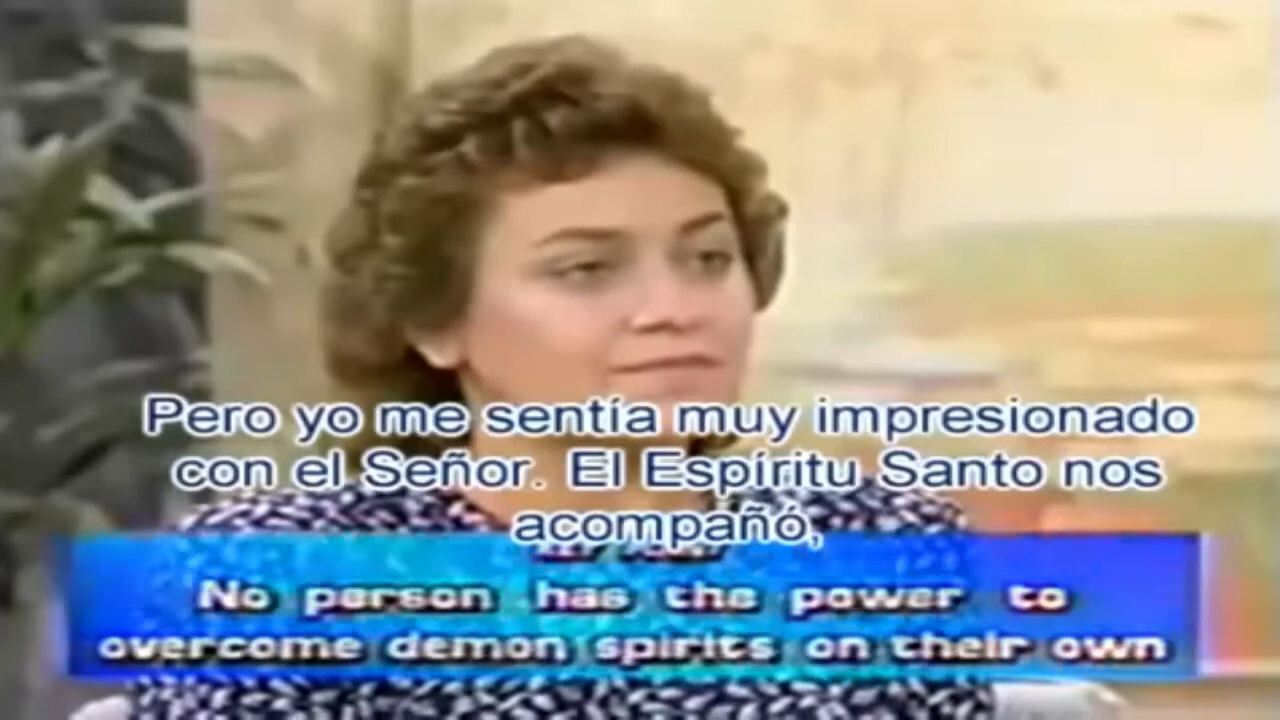 Pero yo me sentía muy impresionado
con el Señor. El Espíritu Santo nos
acompañó,
No person has the power to
overcome demon spirits on their own